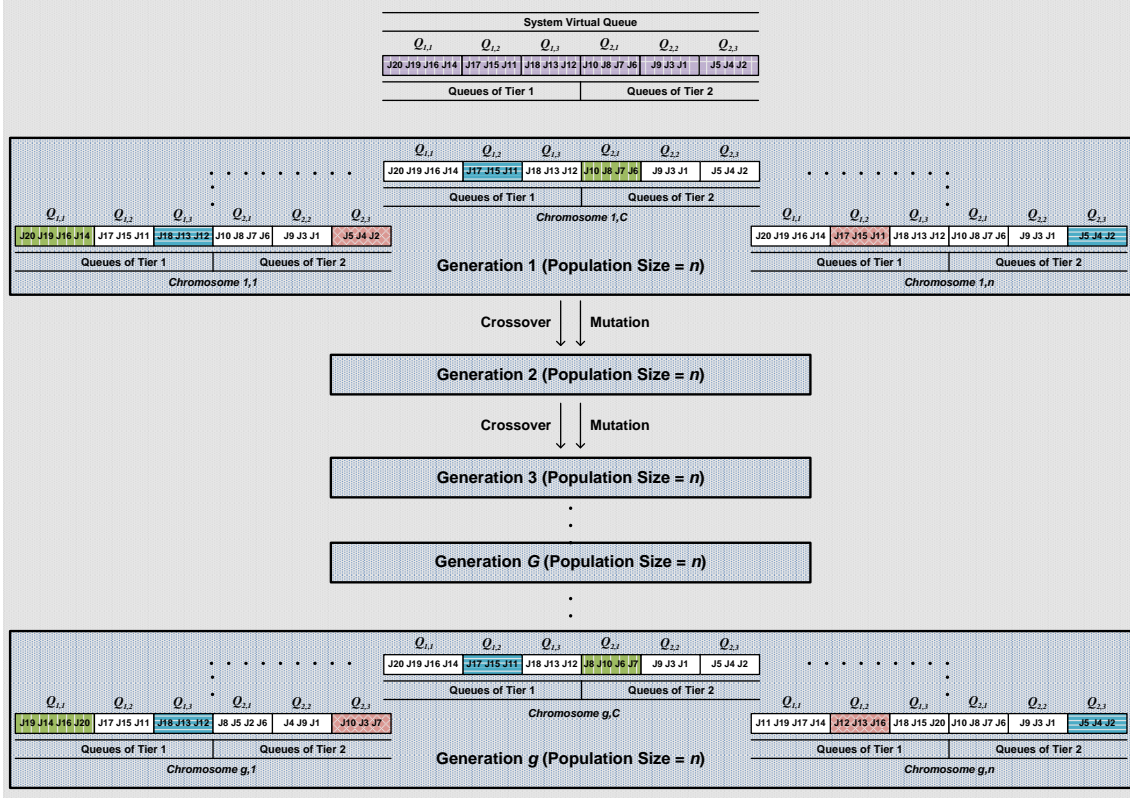 System Virtual Queue
Q1,1 Q1,2 Q1,3 Q2,1 Q2,2 Q2,3
J20 J19 J16 J14 J17 J15 J11 J18 J13 J12 J10 J8 J7 J6 J9 J3 J1 J5 J4 J2
Queues of Tier 1 Queues of Tier 2
Q1,1 Q1,2 Q1,3 Q2,1 Q2,2 Q2,3
J20 J19 J16 J14 J17 J15 J11 J18 J13 J12 J10 J8 J7 J6 J9 J3 J1 J5 J4 J2
Queues of Tier 1 Queues of Tier 2
Chromosome 1,C
Q1,1 Q1,2 Q1,3 Q2,1 Q2,2 Q2,3
J20 J19 J16 J14 J17 J15 J11 J18 J13 J12 J10 J8 J7 J6 J9 J3 J1 J5 J4 J2
Queues of Tier 1 Queues of Tier 2
Chromosome 1,1
Generation 1 (Population Size = n)
Q1,1 Q1,2 Q1,3 Q2,1 Q2,2 Q2,3
J20 J19 J16 J14 J17 J15 J11 J18 J13 J12 J10 J8 J7 J6 J9 J3 J1 J5 J4 J2
Queues of Tier 1 Queues of Tier 2
Chromosome 1,n
Crossover Mutation
Generation 2 (Population Size = n)
Crossover Mutation
Generation 3 (Population Size = n)
Generation G (Population Size = n)
Q1,1 Q1,2 Q1,3 Q2,1 Q2,2 Q2,3
J20 J19 J16 J14 J17 J15 J11 J18 J13 J12 J8 J10 J6 J7 J9 J3 J1 J5 J4 J2
Queues of Tier 1 Queues of Tier 2
Chromosome g,C
Q1,1 Q1,2 Q1,3 Q2,1 Q2,2 Q2,3
J19 J14 J16 J20 J17 J15 J11 J18 J13 J12 J8 J5 J2 J6 J4 J9 J1 J10 J3 J7
Queues of Tier 1 Queues of Tier 2
Chromosome g,1
Generation g (Population Size = n)
Q1,1 Q1,2 Q1,3 Q2,1 Q2,2 Q2,3
J11 J19 J17 J14 J12 J13 J16 J18 J15 J20 J10 J8 J7 J6 J9 J3 J1 J5 J4 J2
Queues of Tier 1 Queues of Tier 2
Chromosome g,n